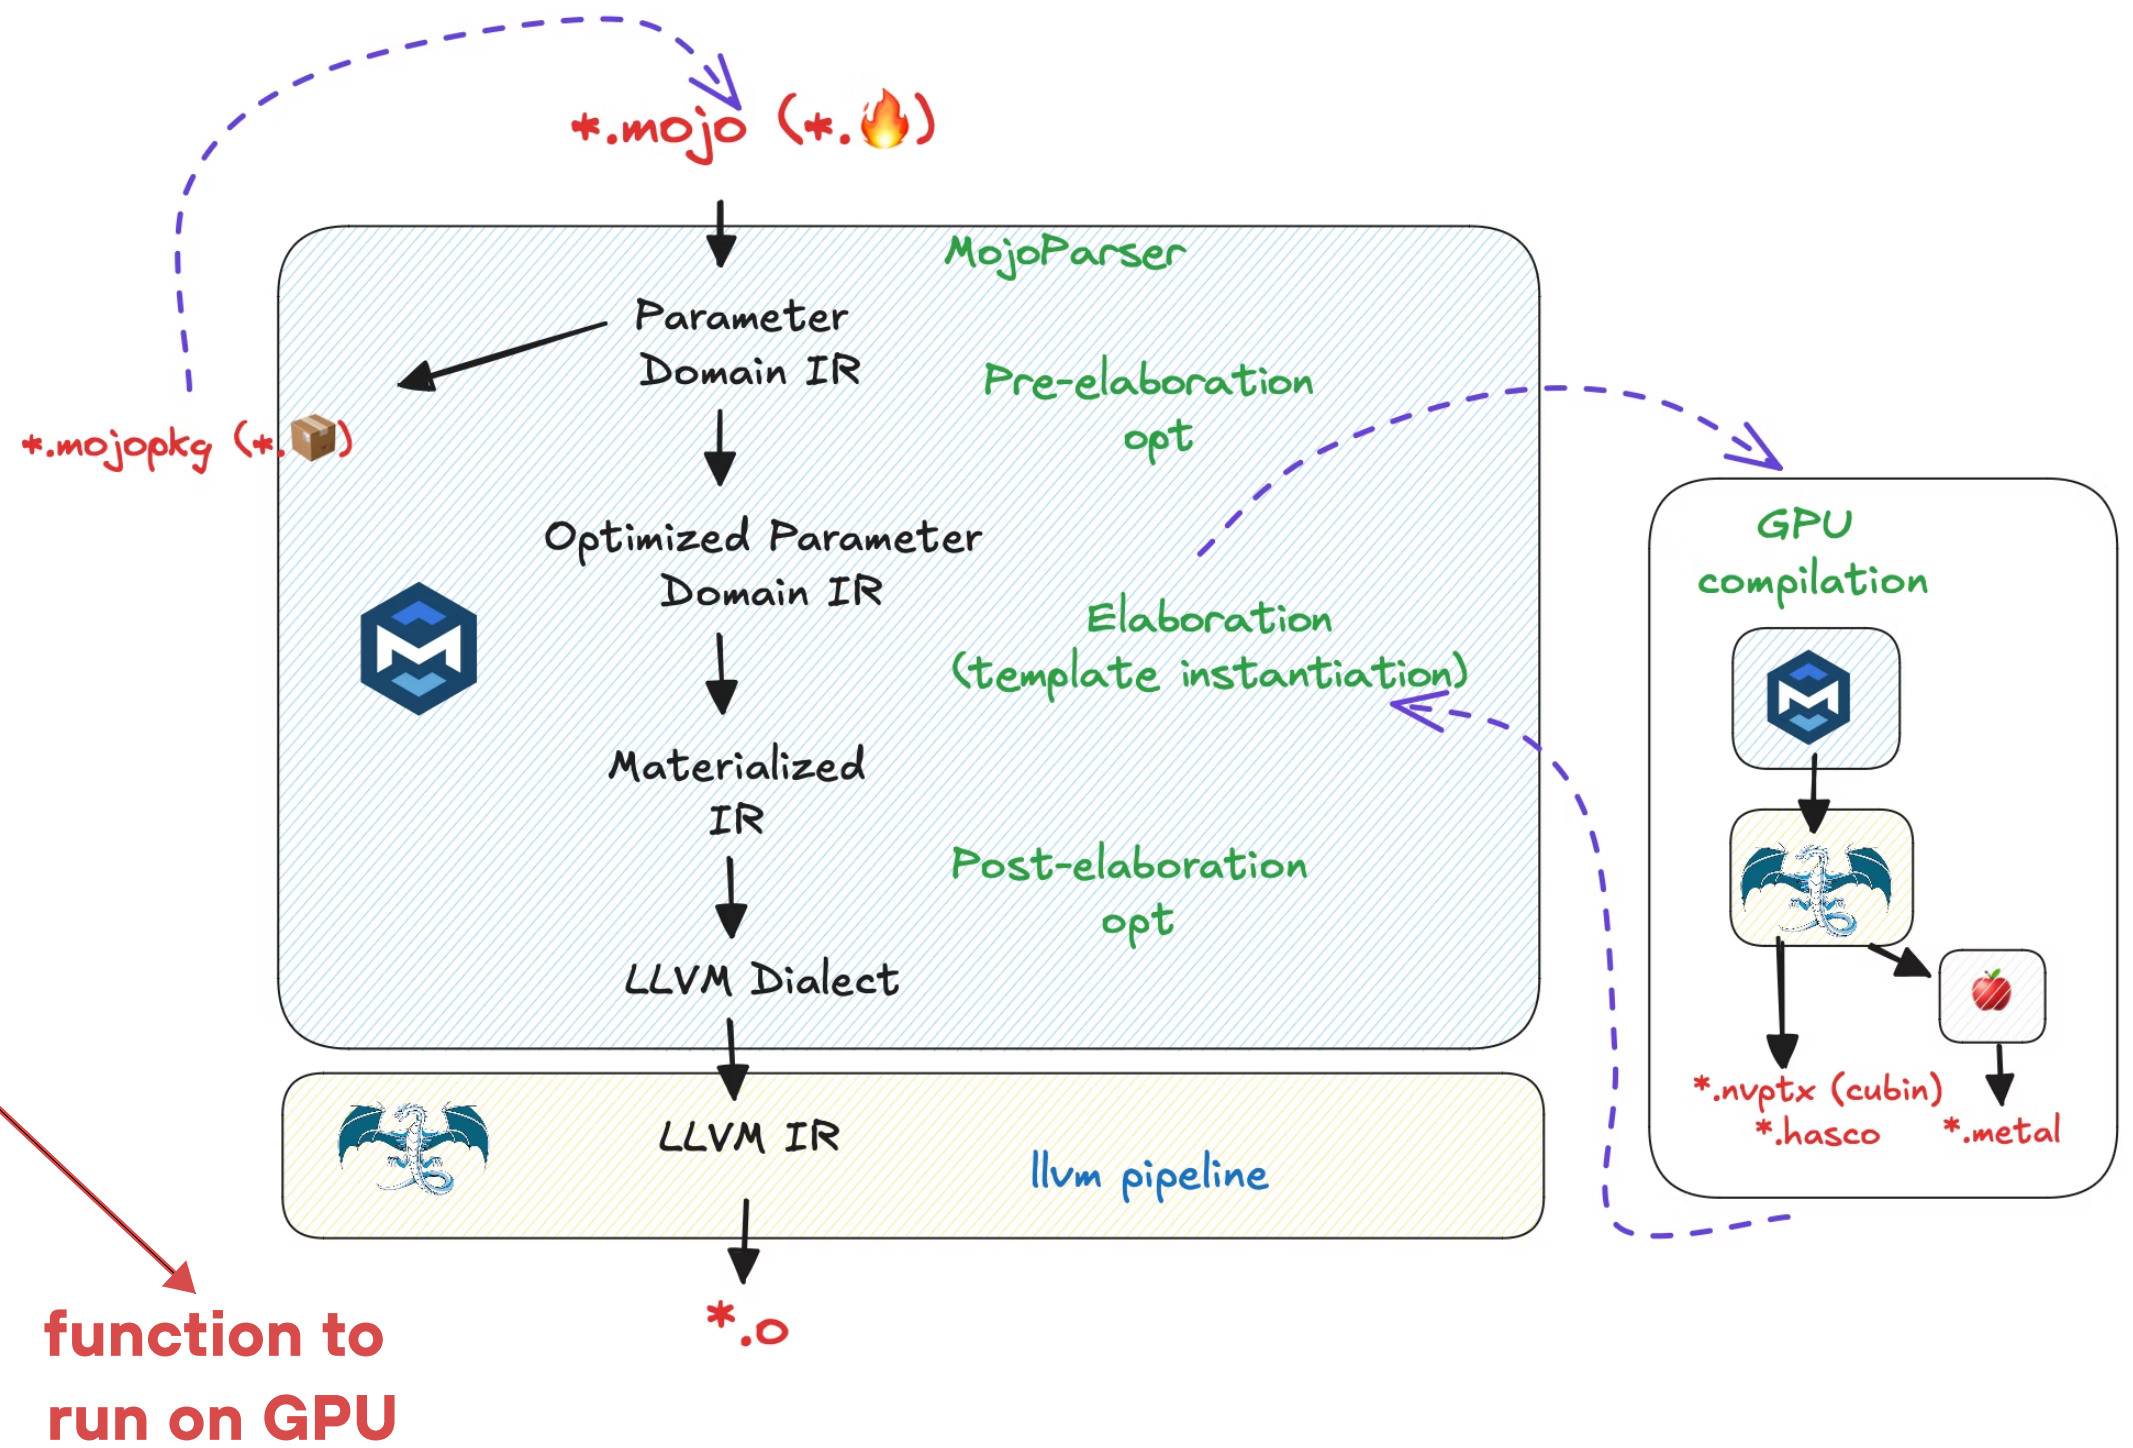 *.mojo (*.🔥)
MojoParser
Parameter
Domain IR
Pre-elaboration
opt
*.mojopkg (*.📦)
Optimized Parameter
Domain IR
Elaboration
(template instantiation)
Materialized
IR
Post-elaboration
opt
LLVM Dialect
LLVM IR
llvm pipeline
*.o
GPU
compilation
*.nvptx (cubin)
*.hasco
*.metal
function to
run on GPU